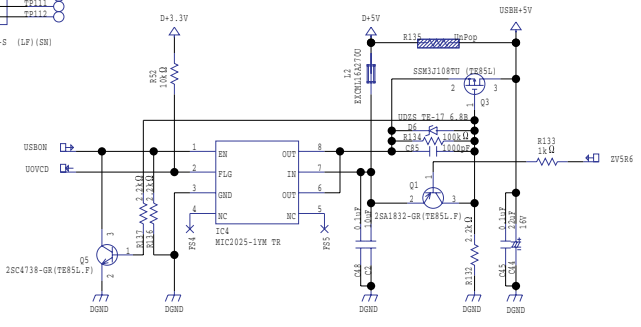 TP111
TP112
-S (LF)(SN)
D+3.3V
D+5V
USBH+5V
R135
UnPop
R52
10kΩ
L2
EXCML16A270U
SSM3J108TU (TE85L)
2
3
1
Q3
UDZS TE-17 6.8B
D6
R134
100kΩ
C85
1000pF
USBON
UOVCD
1
EN
OUT
8
2
FLG
IN
7
3
GND
OUT
6
4
NC
NC
5
IC4
MIC2025-1YM TR
FS4
FS5
R133
1kΩ
ZV5R6
2.2kΩ
2.2kΩ
R137
R136
Q5
3
1
2
2SC4738-GR(TE85L.F)
Q1
1
2
3
2SA1832-GR(TE85L.F)
0.1uF
10uF
C48
C2
2.2kΩ
R132
0.1uF
22uF
16V
C45
C44
DGND
DGND
DGND
DGND
DGND